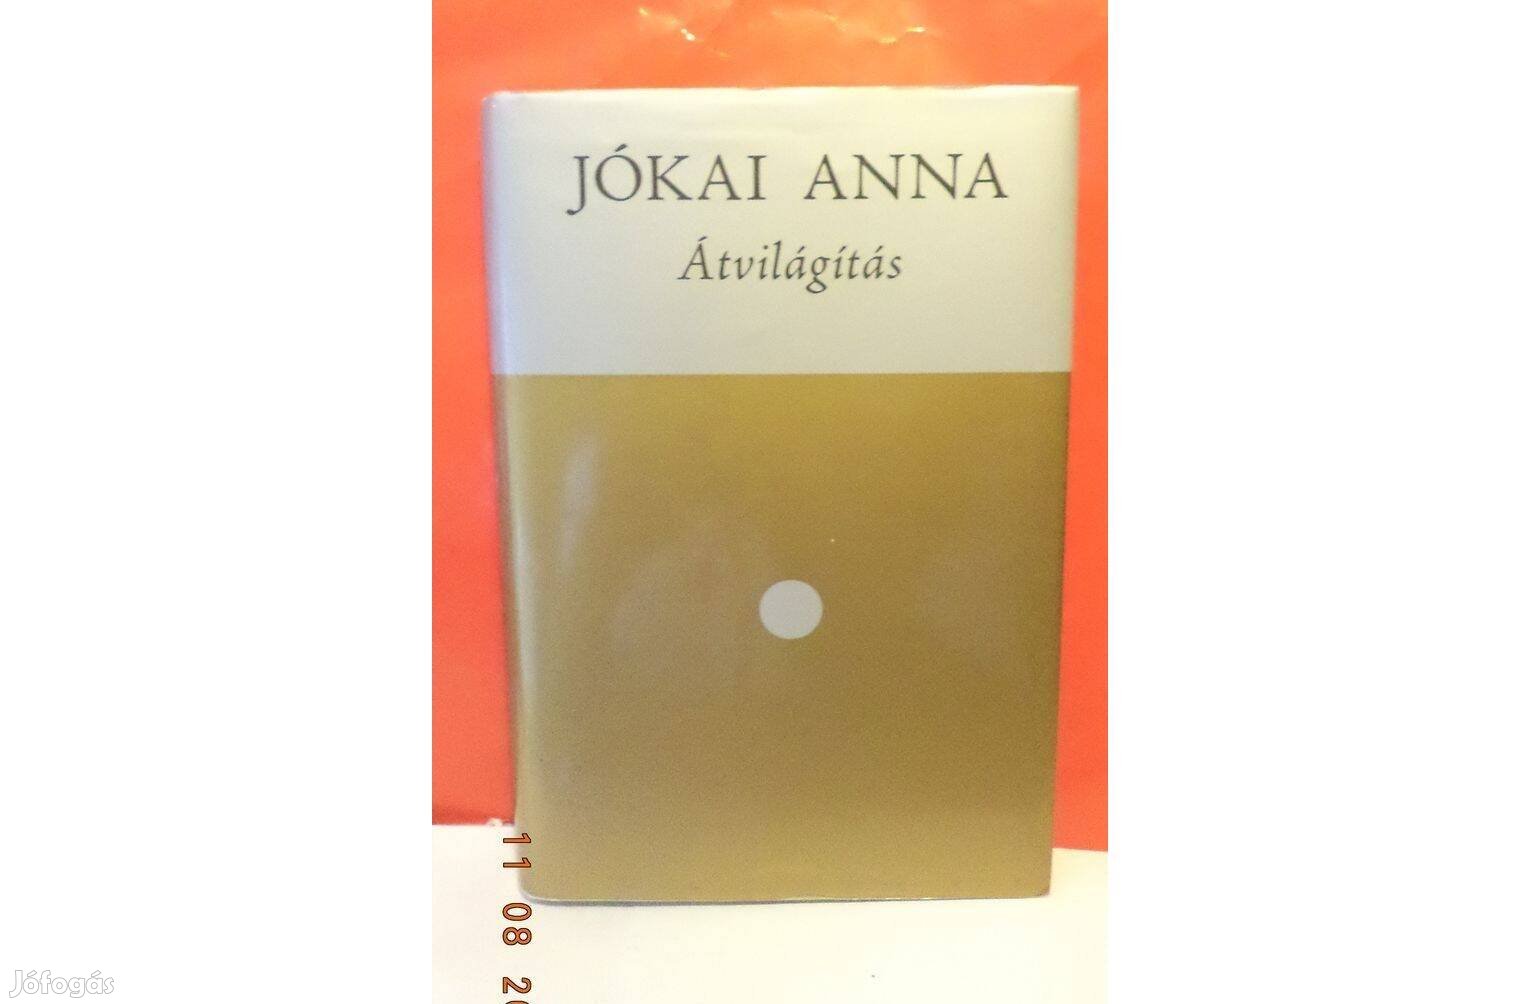 JÓKAI ANNA
Átvilágítás
11 08 20
Jófogás